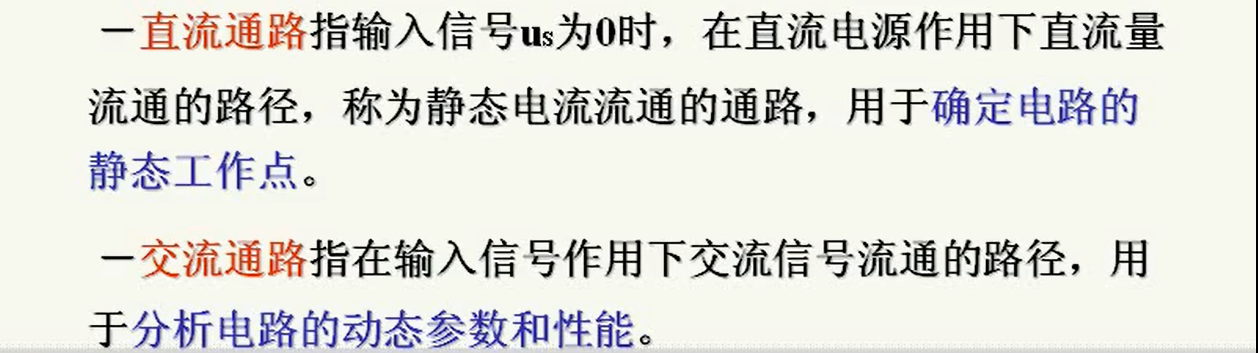 －直流通路指输入信号us为0时，在直流电源作用下直流量
流通的路径，称为静态电流流通的通路，用于确定电路的
静态工作点。
－交流通路指在输入信号作用下交流信号流通的路径，用
于分析电路的动态参数和性能。